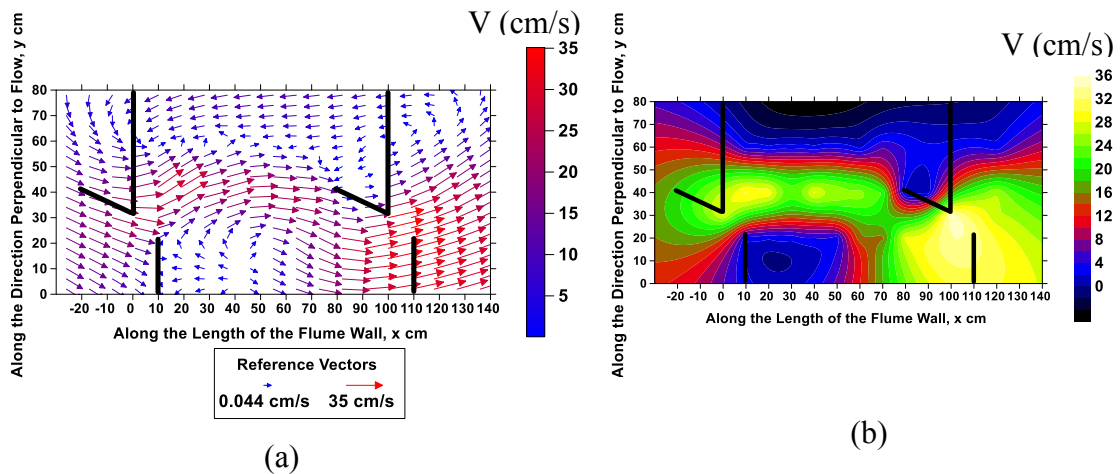 V (cm/s)
35
30
25
20
15
10
5
Along the Direction Perpendicular to Flow, y cm
80
70
60
50
40
30
20
10
0
-20 -10 0 10 20 30 40 50 60 70 80 90 100 110 120 130 140
Along the Length of the Flume Wall, x cm
Reference Vectors
0.044 cm/s 35 cm/s
(a)
V (cm/s)
36
32
28
24
20
16
12
8
4
0
Along the Direction Perpendicular to Flow, y cm
80
70
60
50
40
30
20
10
0
-20 -10 0 10 20 30 40 50 60 70 80 90 100 110 120 130 140
Along the Length of the Flume Wall, x cm
(b)